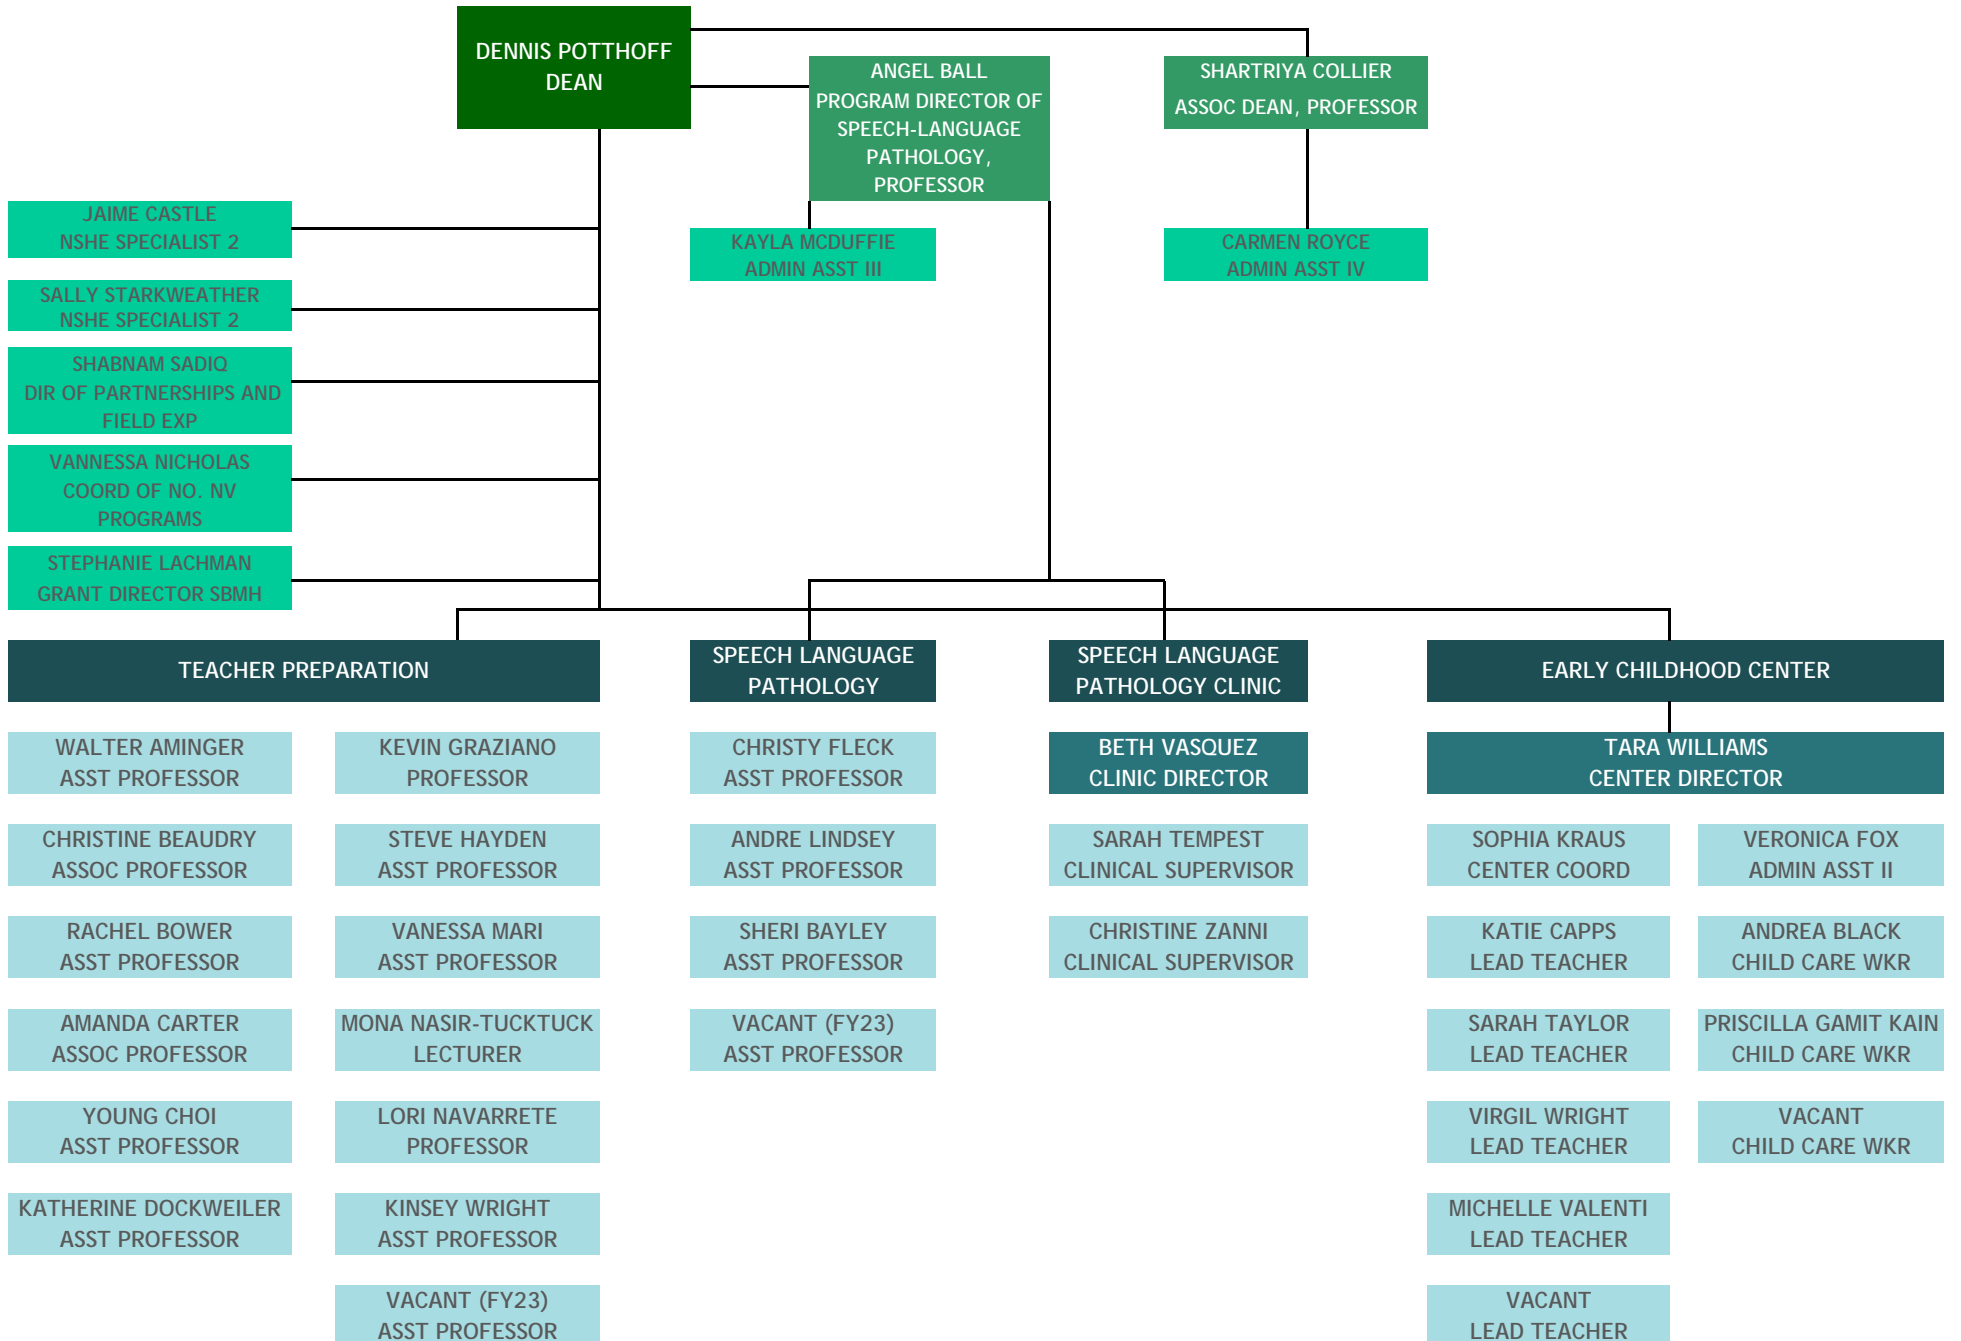 DENNIS POTTHOFF
DEAN
ANGEL BALL
PROGRAM DIRECTOR OF
SPEECH-LANGUAGE
PATHOLOGY,
PROFESSOR
SHARTRIYA COLLIER
ASSOC DEAN, PROFESSOR
JAIME CASTLE
NSHE SPECIALIST 2
KAYLA MCDUFFIE
ADMIN ASST III
CARMEN ROYCE
ADMIN ASST IV
SALLY STARKWEATHER
NSHE SPECIALIST 2
SHABNAM SADIQ
DIR OF PARTNERSHIPS AND
FIELD EXP
VANNESSA NICHOLAS
COORD OF NO. NV
PROGRAMS
STEPHANIE LACHMAN
GRANT DIRECTOR SBMH
TEACHER PREPARATION
WALTER AMINGER
ASST PROFESSOR
CHRISTINE BEAUDRY
ASSOC PROFESSOR
RACHEL BOWER
ASST PROFESSOR
AMANDA CARTER
ASSOC PROFESSOR
YOUNG CHOI
ASST PROFESSOR
KATHERINE DOCKWEILER
ASST PROFESSOR
KEVIN GRAZIANO
PROFESSOR
STEVE HAYDEN
ASST PROFESSOR
VANESSA MARI
ASST PROFESSOR
MONA NASIR-TUCKTUCK
LECTURER
LORI NAVARRETE
PROFESSOR
KINSEY WRIGHT
ASST PROFESSOR
VACANT (FY23)
ASST PROFESSOR
SPEECH LANGUAGE
PATHOLOGY
CHRISTY FLECK
ASST PROFESSOR
ANDRE LINDSEY
ASST PROFESSOR
SHERI BAYLEY
ASST PROFESSOR
VACANT (FY23)
ASST PROFESSOR
SPEECH LANGUAGE
PATHOLOGY CLINIC
BETH VASQUEZ
CLINIC DIRECTOR
SARAH TEMPEST
CLINICAL SUPERVISOR
CHRISTINE ZANNI
CLINICAL SUPERVISOR
EARLY CHILDHOOD CENTER
TARA WILLIAMS
CENTER DIRECTOR
SOPHIA KRAUS
CENTER COORD
KATIE CAPPS
LEAD TEACHER
SARAH TAYLOR
LEAD TEACHER
VIRGIL WRIGHT
LEAD TEACHER
MICHELLE VALENTI
LEAD TEACHER
VACANT
LEAD TEACHER
VERONICA FOX
ADMIN ASST II
ANDREA BLACK
CHILD CARE WKR
PRISCILLA GAMIT KAIN
CHILD CARE WKR
VACANT
CHILD CARE WKR